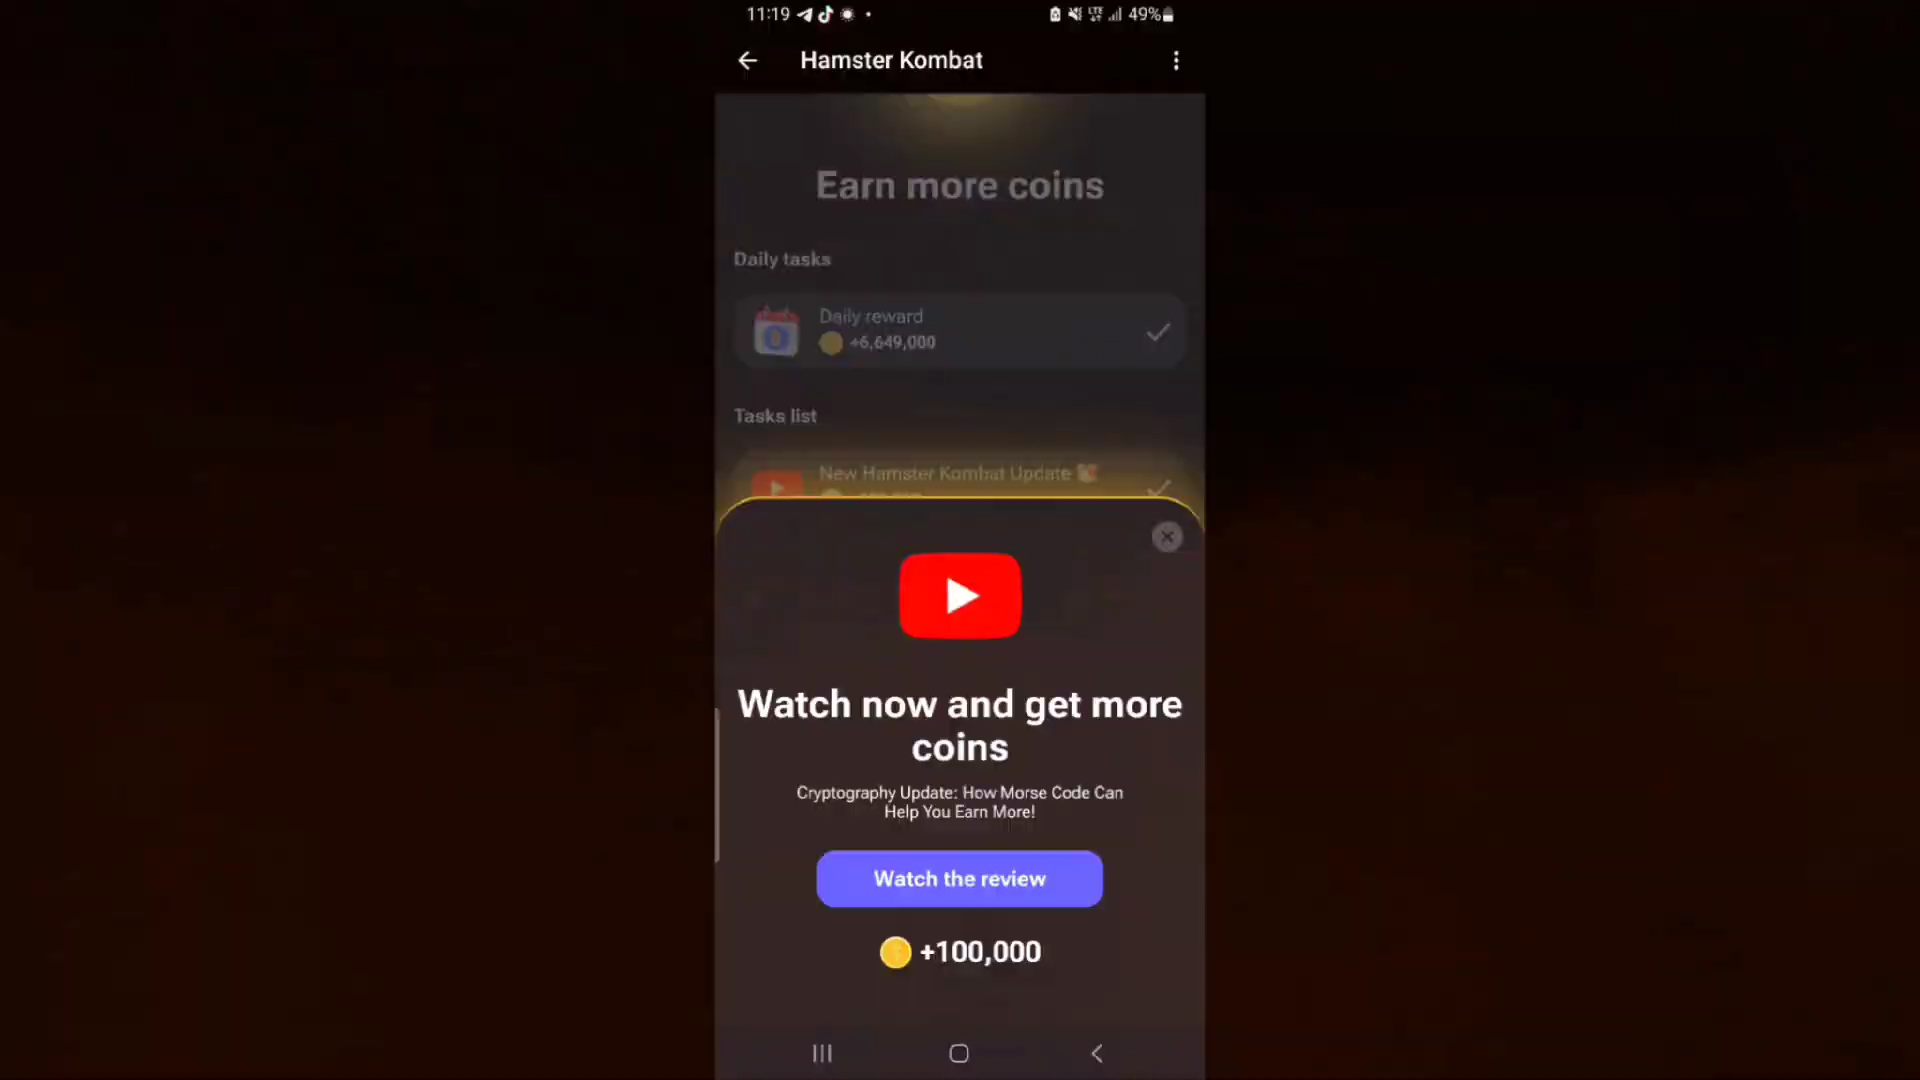 11:19
LTE
49%
Hamster Kombat
Earn more coins
Daily tasks
Daily reward
+6,649,000
Tasks list
New Hamster Kombat Update
Watch now and get more
coins
Cryptography Update: How Morse Code Can
Help You Earn More!
Watch the review
+100,000